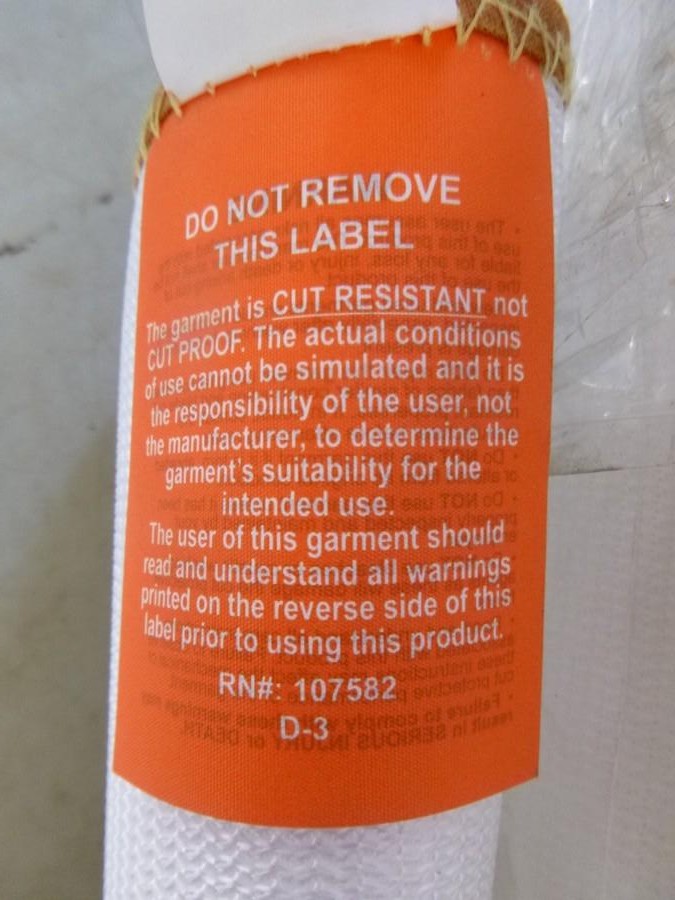 DO NOT REMOVE
THIS LABEL
The garment is CUT RESISTANT not
CUT PROOF. The actual conditions
of use cannot be simulated and it is
the responsibility of the user, not
the manufacturer, to determine the
garment's suitability for the
intended use.
The user of this garment should
read and understand all warnings
printed on the reverse side of this
label prior to using this product.
RN#: 107582
D-3